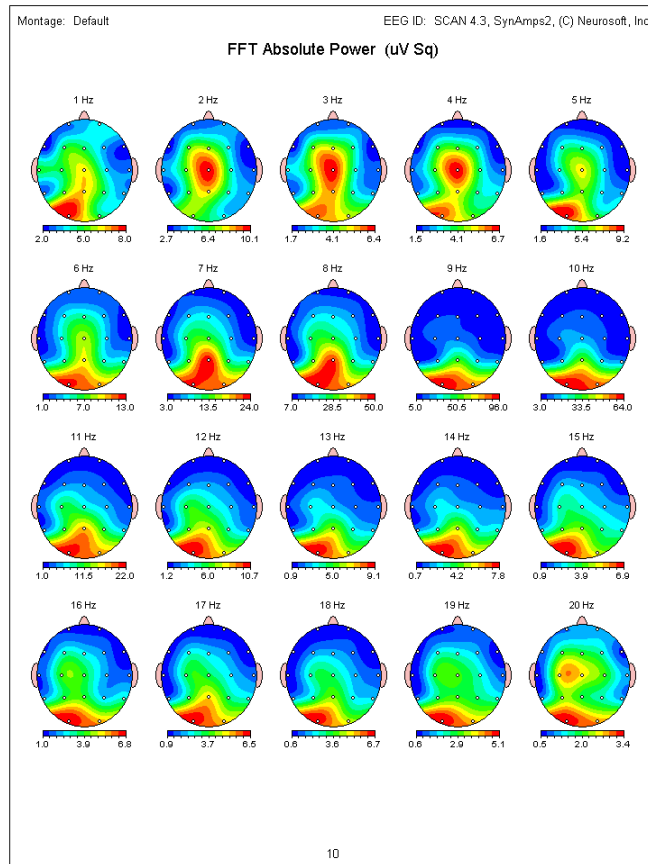 Montage: Default EEG ID: SCAN 4.3, SynAmps2, (C) Neurosoft, Inc
FFT Absolute Power (uV Sq)
1 Hz 2 Hz 3 Hz 4 Hz 5 Hz
2.0 5.0 8.0 2.7 6.4 10.1 1.7 4.1 6.4 1.5 4.1 6.7 1.6 5.4 9.2
6 Hz 7 Hz 8 Hz 9 Hz 10 Hz
1.0 7.0 13.0 3.0 13.5 24.0 7.0 28.5 50.0 5.0 50.5 96.0 3.0 33.5 64.0
11 Hz 12 Hz 13 Hz 14 Hz 15 Hz
1.0 11.5 22.0 1.2 6.0 10.7 0.9 5.0 9.1 0.7 4.2 7.8 0.9 3.9 6.9
16 Hz 17 Hz 18 Hz 19 Hz 20 Hz
1.0 3.9 6.8 0.9 3.7 6.5 0.6 3.6 6.7 0.6 2.9 5.1 0.5 2.0 3.4
10